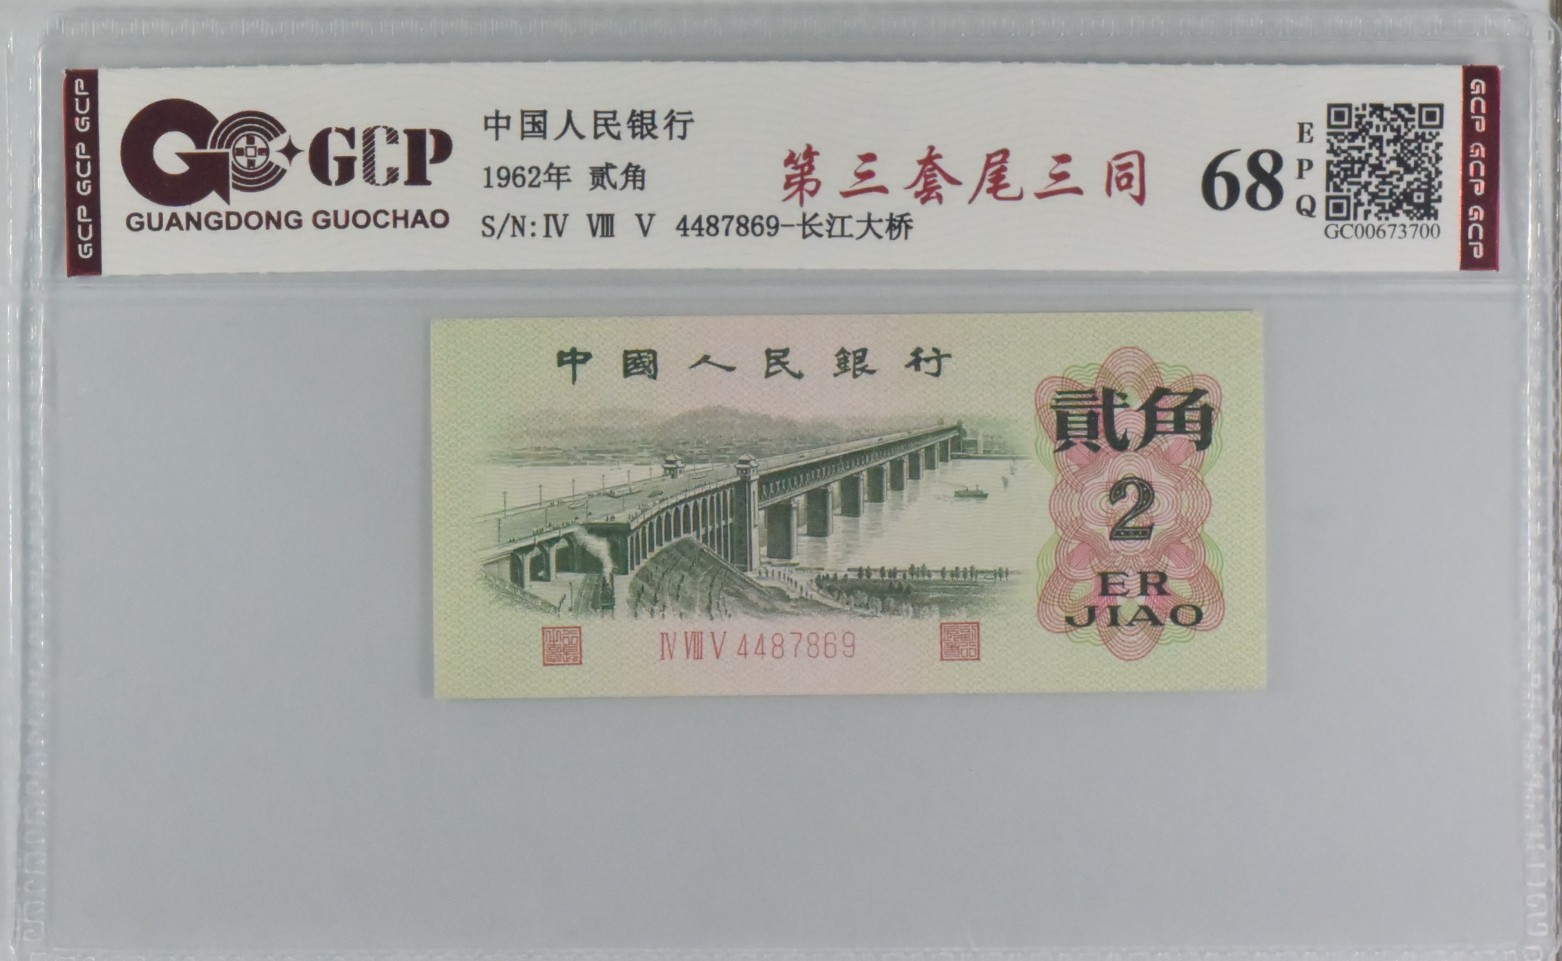 GCP GCP GCP
GCP
GUANGDONG GUOCHAO
中国人民银行
1962年 贰角
S/N:Ⅳ Ⅷ Ⅴ 4487869-长江大桥
第三套尾三同
68
EPQ
GC00673700
GCP GCP GCP
中國人民銀行
貳角
2
ER
JIAO
Ⅳ Ⅷ Ⅴ 4487869